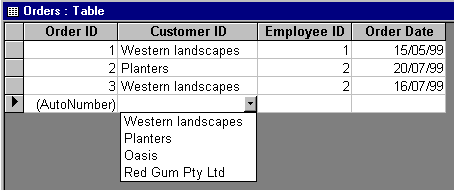 Orders : Table
Order ID Customer ID Employee ID Order Date
1 Western landscapes 1 15/05/99
2 Planters 2 20/07/99
3 Western landscapes 2 16/07/99
(AutoNumber)
Western landscapes
Planters
Oasis
Red Gum Pty Ltd